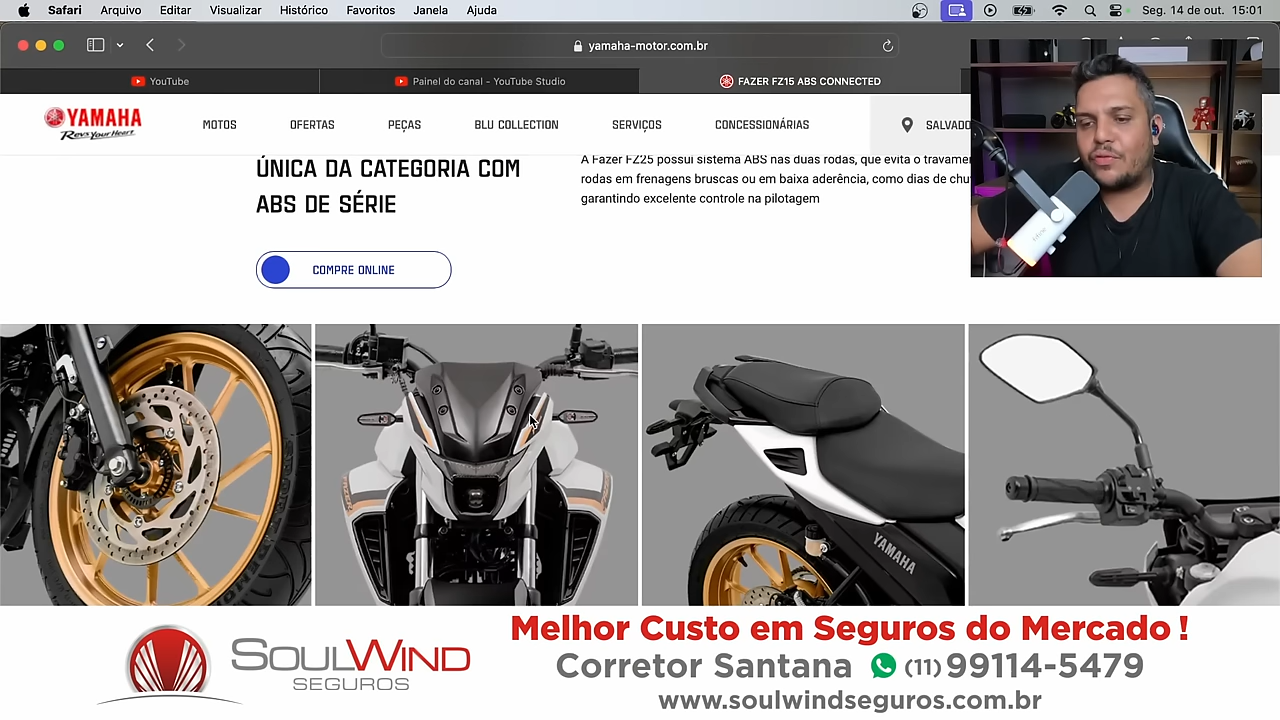 Safari Arquivo Editar Visualizar Histórico Favoritos Janela Ajuda
Seg. 14 de out. 15:01
yamaha-motor.com.br
YouTube
Painel do canal - YouTube Studio
FAZER FZ15 ABS CONNECTED
YAMAHA
Revs Your Heart
MOTOS OFERTAS PEÇAS BLU COLLECTION SERVIÇOS CONCESSIONÁRIAS
SALVADO
ÚNICA DA CATEGORIA COM
ABS DE SÉRIE
A Fazer FZ25 possui sistema ABS nas duas rodas, que evita o travame
rodas em frenagens bruscas ou em baixa aderência, como dias de chu
garantindo excelente controle na pilotagem
COMPRE ONLINE
YAMAHA
SOULWIND
SEGUROS
Melhor Custo em Seguros do Mercado !
Corretor Santana (11) 99114-5479
www.soulwindseguros.com.br